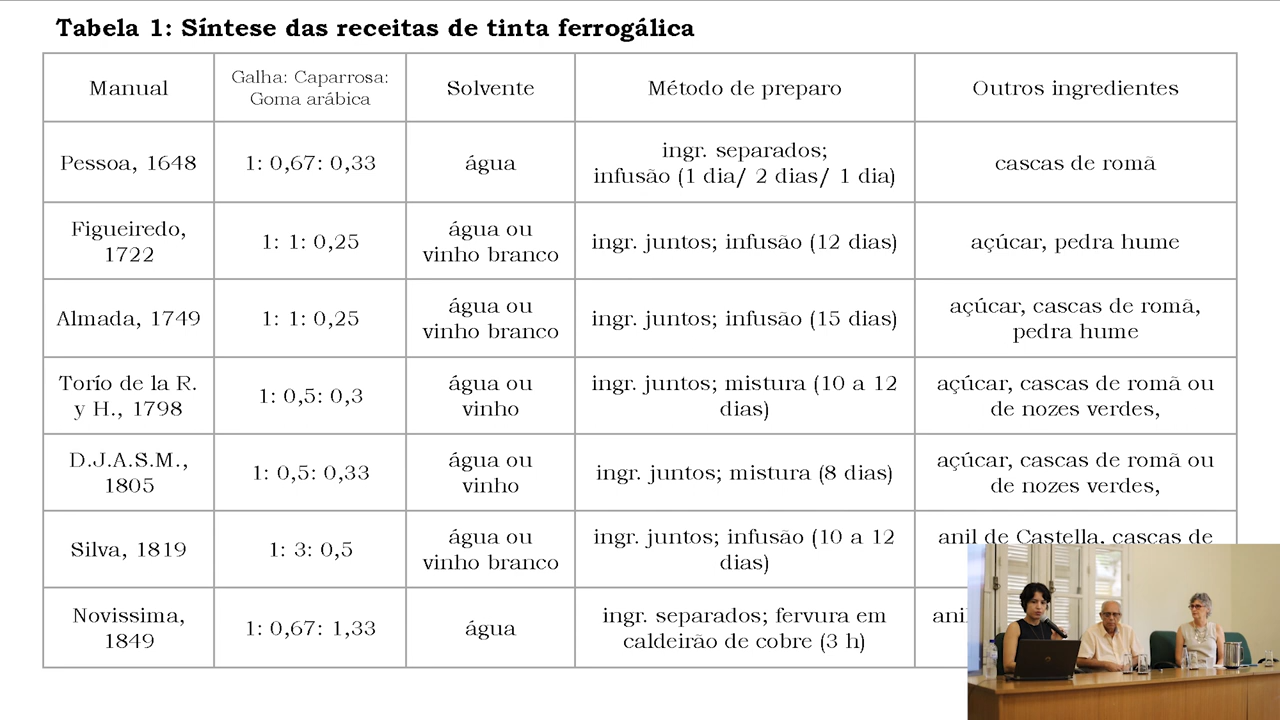 Tabela 1: Síntese das receitas de tinta ferrogálica
Manual
Galha: Caparrosa:
Goma arábica
Solvente
Método de preparo
Outros ingredientes
Pessoa, 1648
1: 0,67: 0,33
água
ingr. separados;
infusão (1 dia/ 2 dias/ 1 dia)
cascas de romã
Figueiredo,
1722
1: 1: 0,25
água ou
vinho branco
ingr. juntos; infusão (12 dias)
açúcar, pedra hume
Almada, 1749
1: 1: 0,25
água ou
vinho branco
ingr. juntos; infusão (15 dias)
açúcar, cascas de romã,
pedra hume
Torío de la R.
y H., 1798
1: 0,5: 0,3
água ou
vinho
ingr. juntos; mistura (10 a 12
dias)
açúcar, cascas de romã ou
de nozes verdes,
D.J.A.S.M.,
1805
1: 0,5: 0,33
água ou
vinho
ingr. juntos; mistura (8 dias)
açúcar, cascas de romã ou
de nozes verdes,
Silva, 1819
1: 3: 0,5
água ou
vinho branco
ingr. juntos; infusão (10 a 12
dias)
anil de Castella, cascas de
Novissima,
1849
1: 0,67: 1,33
água
ingr. separados; fervura em
caldeirão de cobre (3 h)